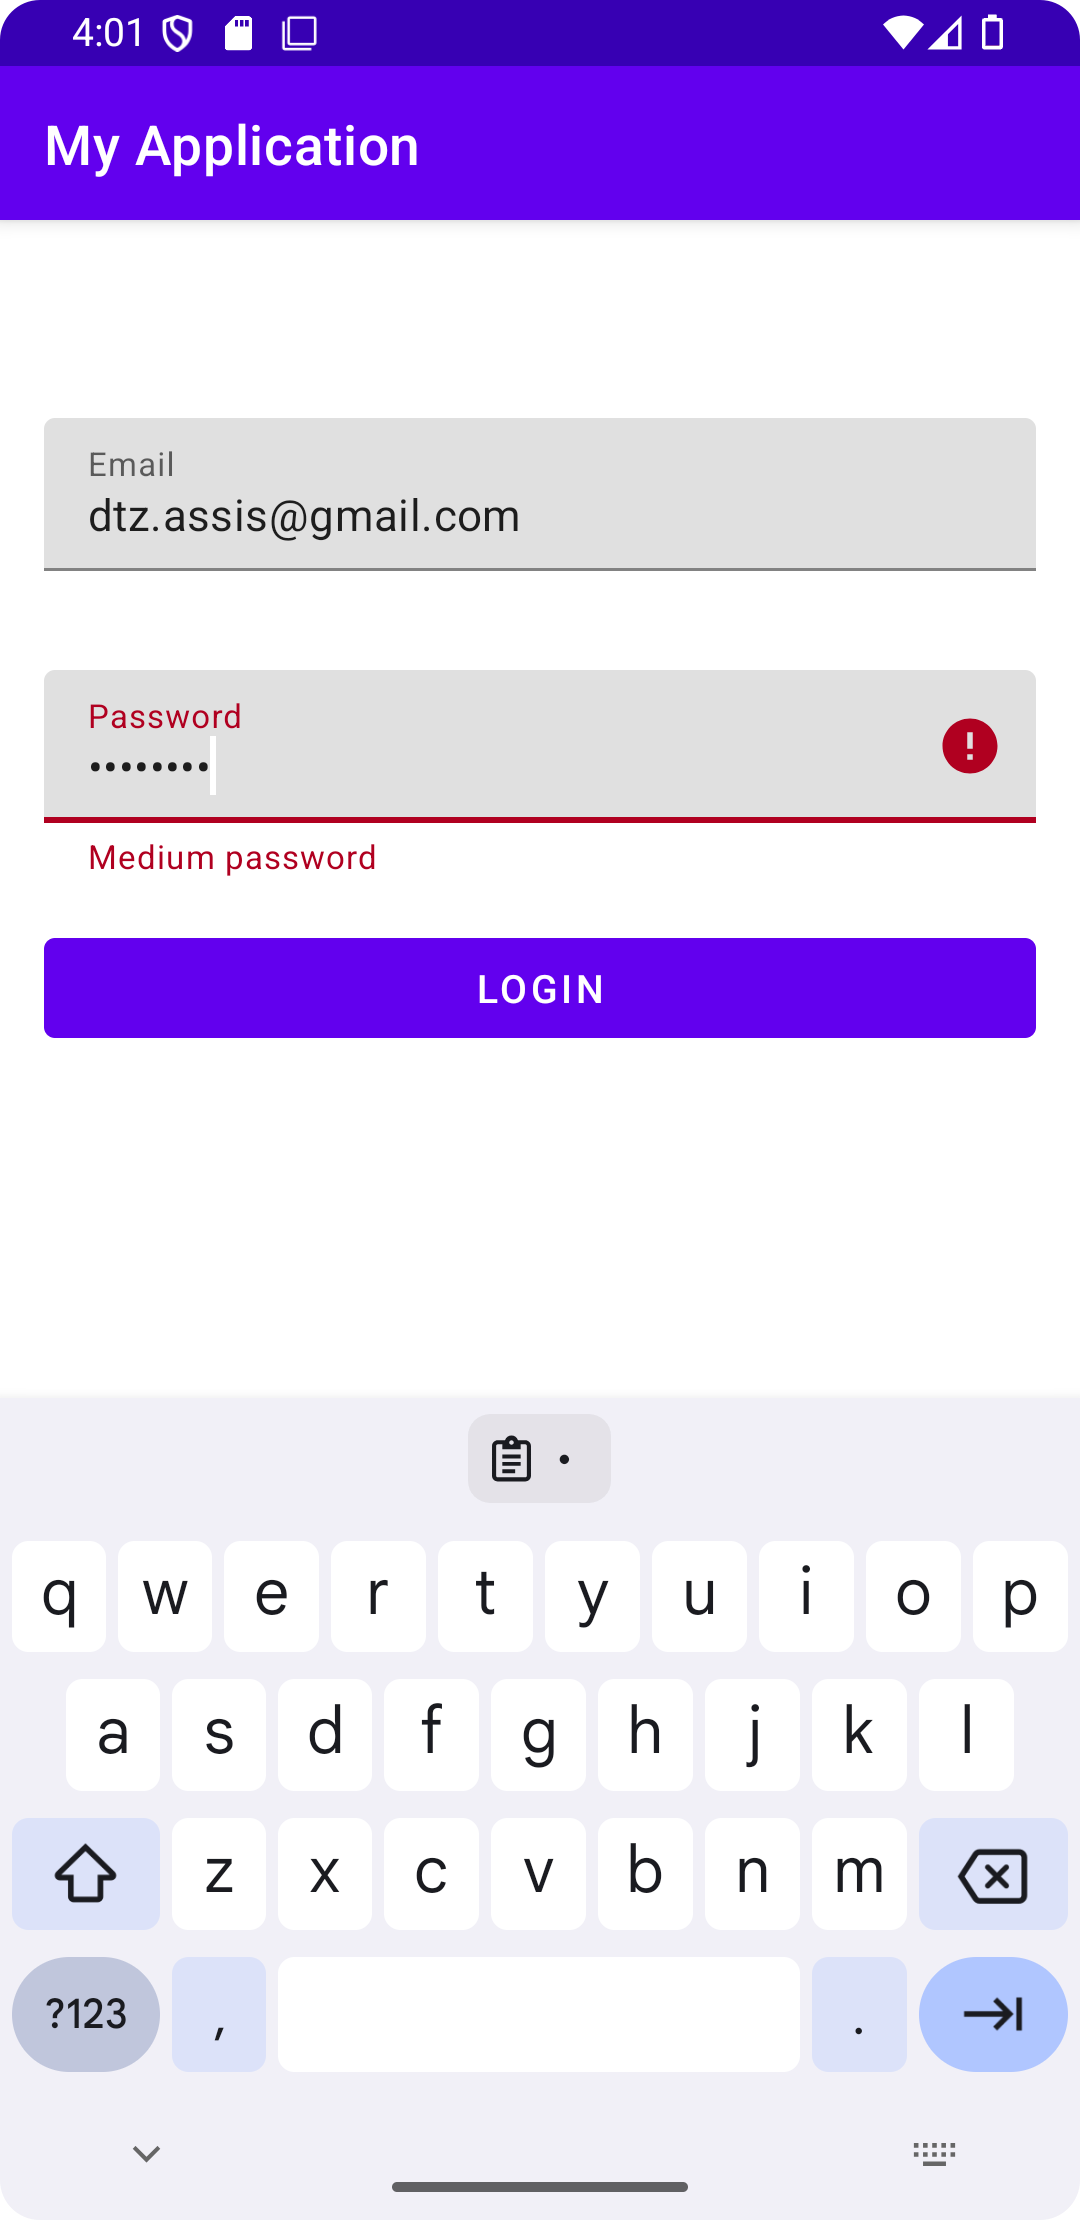 4:01
My Application
Email
dtz.assis@gmail.com
Password
••••••••
Medium password
LOGIN
q w e r t y u i o p
a s d f g h j k l
z x c v b n m
?123 , .